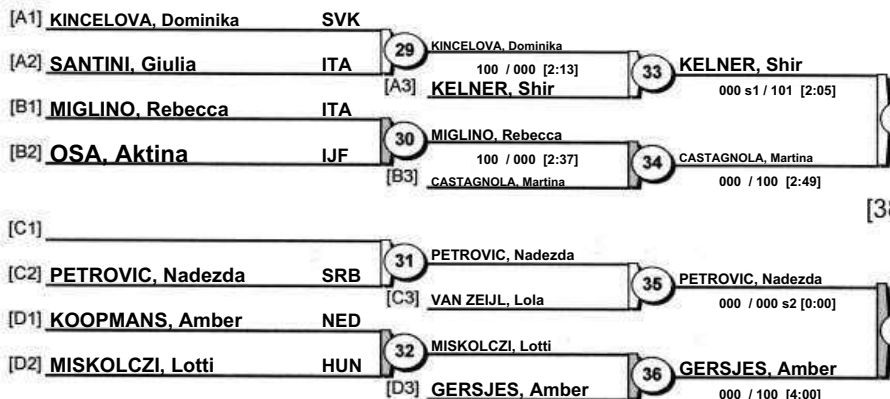 [A1] KINCELOVA, Dominika SVK
[A2] SANTINI, Giulia ITA
29
KINCELOVA, Dominika
100 / 000 [2:13]
[A3] KELNER, Shir
33
KELNER, Shir
000 s1 / 101 [2:05]
[B1] MIGLINO, Rebecca ITA
[B2] OSA, Aktina IJF
30
MIGLINO, Rebecca
100 / 000 [2:37]
[B3] CASTAGNOLA, Martina
34
CASTAGNOLA, Martina
000 / 100 [2:49]
[38
[C1]
[C2] PETROVIC, Nadezda SRB
31
PETROVIC, Nadezda
[C3] VAN ZEIJL, Lola
35
PETROVIC, Nadezda
000 / 000 s2 [0:00]
[D1] KOOPMANS, Amber NED
[D2] MISKOLCZI, Lotti HUN
32
MISKOLCZI, Lotti
[D3] GERSJES, Amber
36
GERSJES, Amber
000 / 100 [4:00]